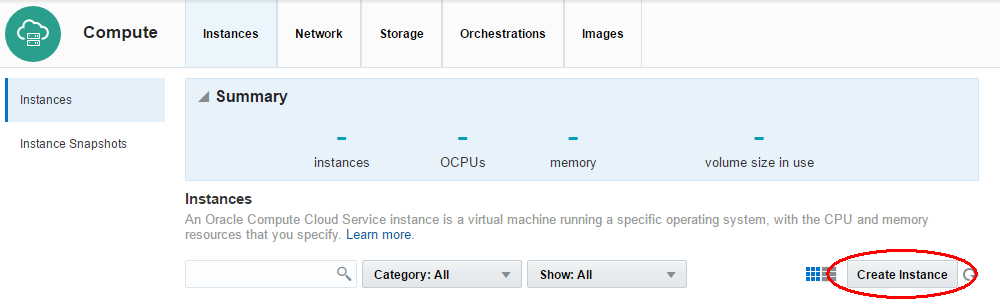 Compute
Instances Network Storage Orchestrations Images
Instances
Instance Snapshots
Summary
- - - -
instances OCPUs memory volume size in use
Instances
An Oracle Compute Cloud Service instance is a virtual machine running a specific operating system, with the CPU and memory
resources that you specify. Learn more.
Category: All Show: All Create Instance